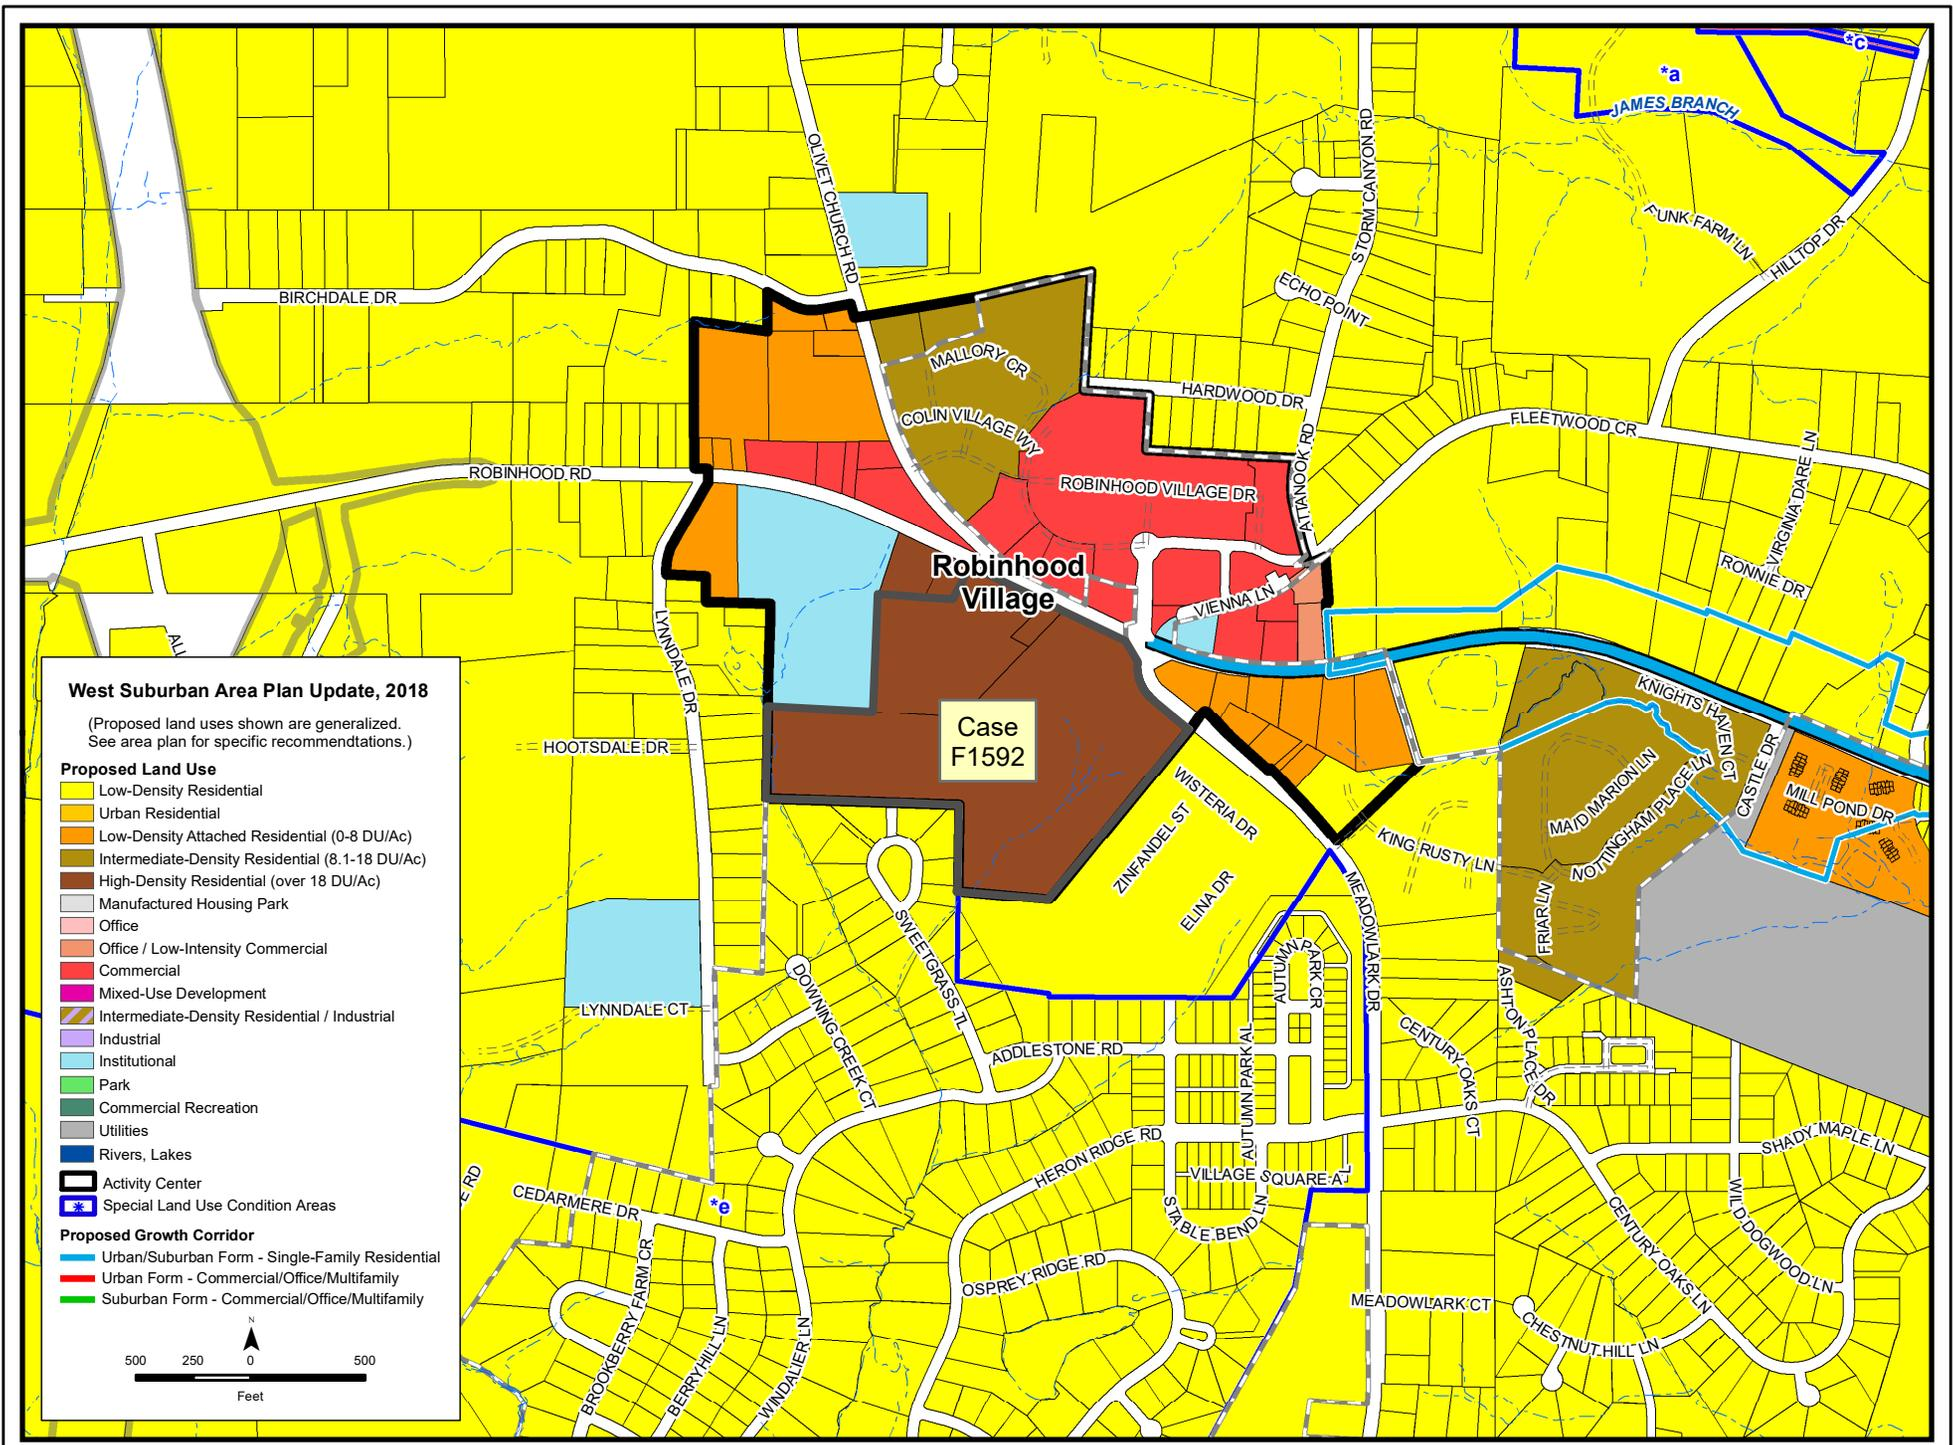 *c
*a
JAMES BRANCH
OLIVET CHURCH RD
STORM CANYON RD
FUNK FARM LN
HILLTOP DR
BIRCHDALE DR
ECHO POINT
MALLORY CR
HARDWOOD DR
COLIN VILLAGE WY
FLEETWOOD CR
ROBINHOOD RD
ROBINHOOD VILLAGE DR
ATTANOOK RD
VIRGINIA DARE LN
Robinhood
Village
RONNIE DR
VIENNA LN
ALL
LYNNDALE DR
KNIGHTS HAVEN CT
HOOTSDALE DR
Case
F1592
CASTLE DR
MAID MARION LN
NOTTINGHAM PLACE LN
MILL POND DR
WISTERIA DR
ZINFANDEL ST
ELINA DR
KING RUSTY LN
FRIAR LN
MEADOWLARK DR
SWEETGRASS TL
AUTUMN PARK CR
DOWNING CREEK CT
LYNNDALE CT
ADDLESTONE RD
ASHTON PLACE DR
CENTURY OAKS CT
AUTUMN PARK AL
HERON RIDGE RD
VILLAGE SQUARE AL
SHADY MAPLE LN
E RD
CEDARMERE DR
*e
STABLE BEND LN
WILD DOGWOOD LN
CENTURY OAKS LN
OSPREY RIDGE RD
MEADOWLARK CT
CHESTNUT HILL LN
BROOKBERRY FARM CR
BERRYHILL LN
WINDALIER LN
West Suburban Area Plan Update, 2018
(Proposed land uses shown are generalized.
See area plan for specific recommendtations.)
Proposed Land Use
Low-Density Residential
Urban Residential
Low-Density Attached Residential (0-8 DU/Ac)
Intermediate-Density Residential (8.1-18 DU/Ac)
High-Density Residential (over 18 DU/Ac)
Manufactured Housing Park
Office
Office / Low-Intensity Commercial
Commercial
Mixed-Use Development
Intermediate-Density Residential / Industrial
Industrial
Institutional
Park
Commercial Recreation
Utilities
Rivers, Lakes
Activity Center
* Special Land Use Condition Areas
Proposed Growth Corridor
Urban/Suburban Form - Single-Family Residential
Urban Form - Commercial/Office/Multifamily
Suburban Form - Commercial/Office/Multifamily
N
500 250 0 500
Feet